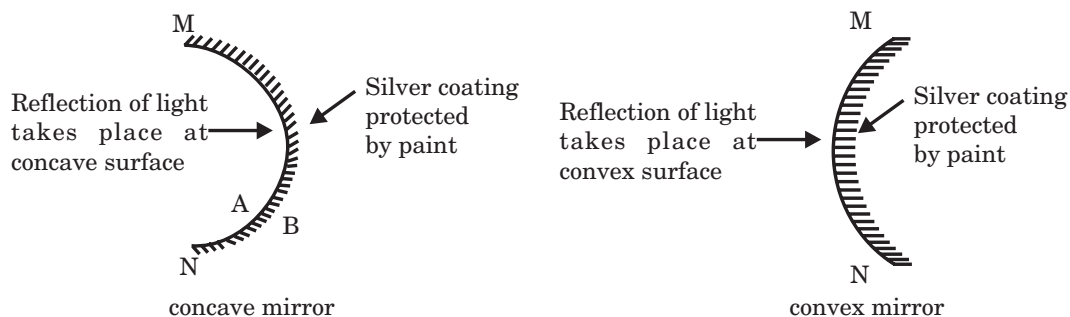 M
Reflection of light
takes place at
concave surface
Silver coating
protected
by paint
A
B
N
concave mirror
M
Reflection of light
takes place at
convex surface
Silver coating
protected
by paint
N
convex mirror